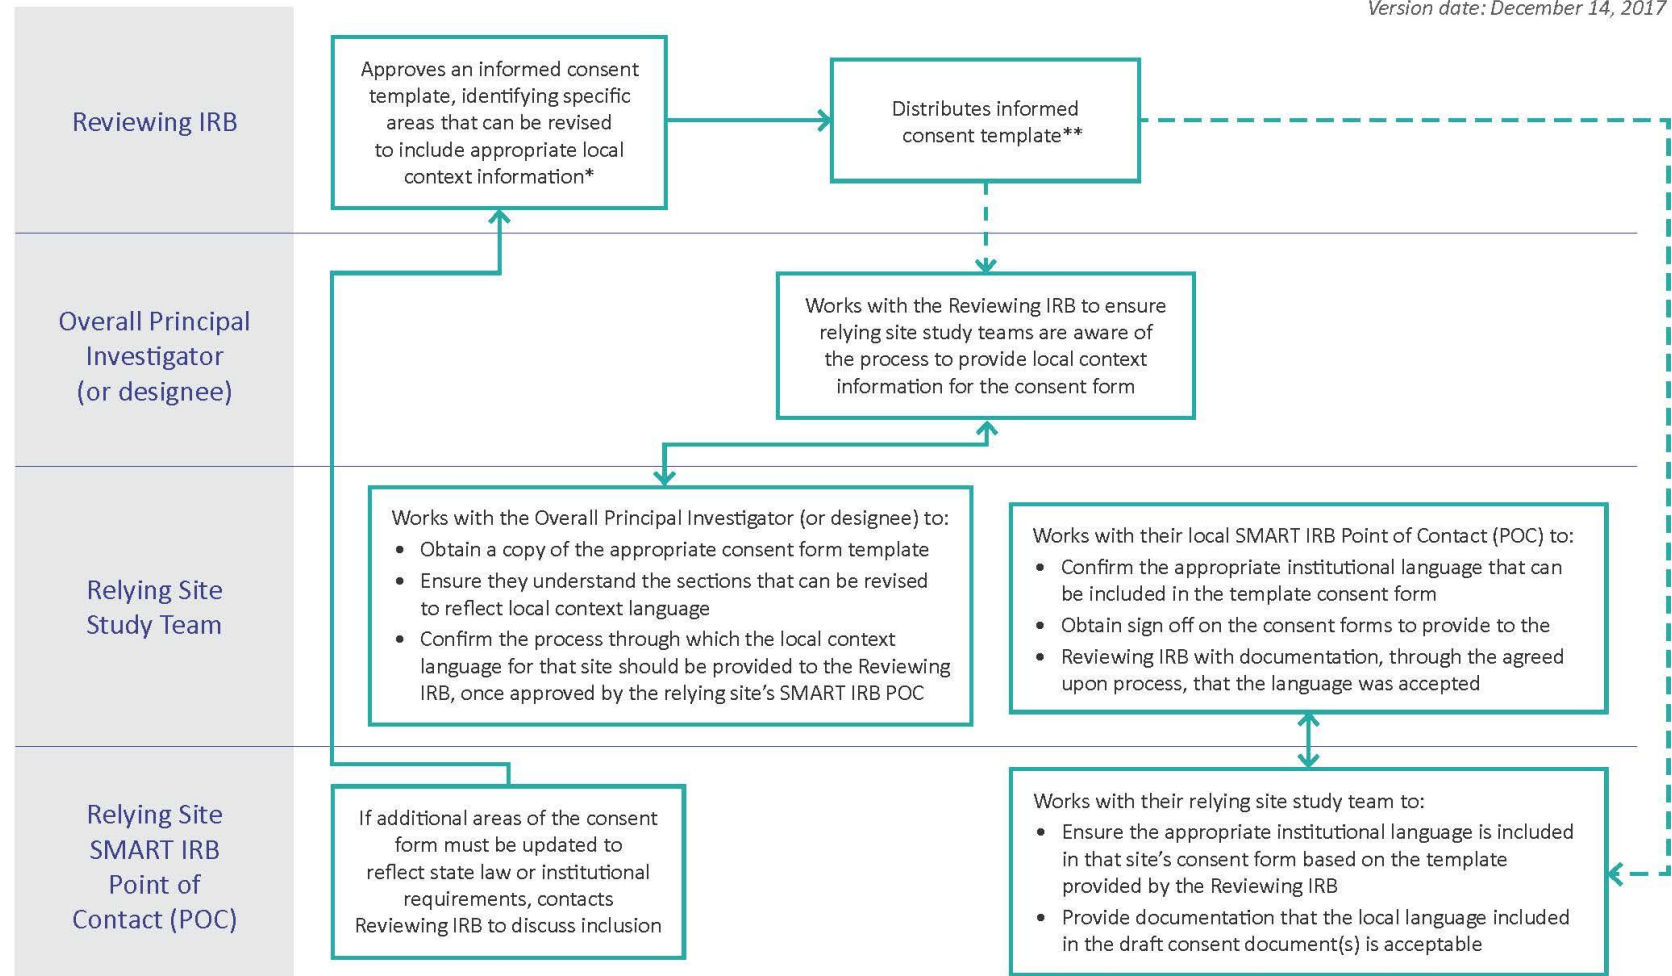 Version date: December 14, 2017
Reviewing IRB
Approves an informed consent
template, identifying specific
areas that can be revised
to include appropriate local
context information*
Distributes informed
consent template**
Overall Principal
Investigator
(or designee)
Works with the Reviewing IRB to ensure
relying site study teams are aware of
the process to provide local context
information for the consent form
Relying Site
Study Team
Works with the Overall Principal Investigator (or designee) to:
• Obtain a copy of the appropriate consent form template
• Ensure they understand the sections that can be revised
to reflect local context language
• Confirm the process through which the local context
language for that site should be provided to the Reviewing
IRB, once approved by the relying site's SMART IRB POC
Works with their local SMART IRB Point of Contact (POC) to:
• Confirm the appropriate institutional language that can
be included in the template consent form
• Obtain sign off on the consent forms to provide to the
• Reviewing IRB with documentation, through the agreed
upon process, that the language was accepted
Relying Site
SMART IRB
Point of
Contact (POC)
If additional areas of the consent
form must be updated to
reflect state law or institutional
requirements, contacts
Reviewing IRB to discuss inclusion
Works with their relying site study team to:
• Ensure the appropriate institutional language is included
in that site's consent form based on the template
provided by the Reviewing IRB
• Provide documentation that the local language included
in the draft consent document(s) is acceptable